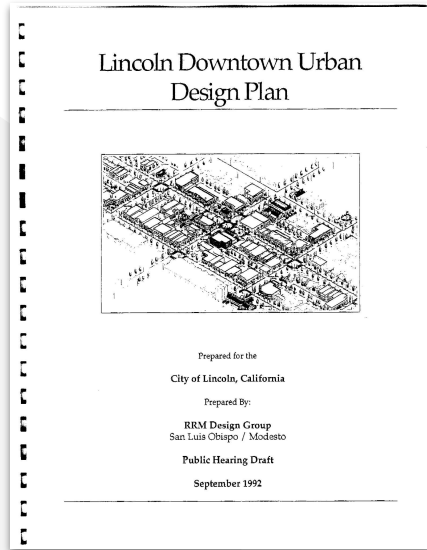 Lincoln Downtown Urban
Design Plan
Prepared for the
City of Lincoln, California
Prepared By:
RRM Design Group
San Luis Obispo / Modesto
Public Hearing Draft
September 1992